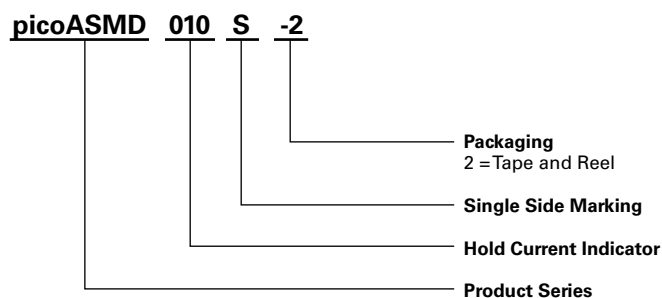 picoASMD 010 S -2
Packaging
2 = Tape and Reel
Single Side Marking
Hold Current Indicator
Product Series